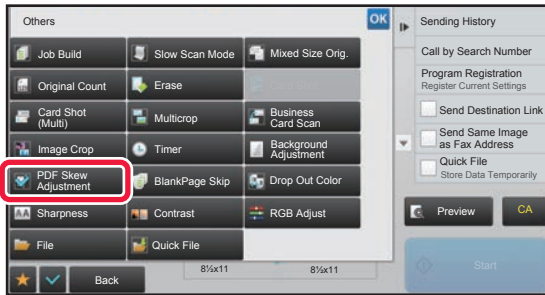 Others
OK
Job Build
Slow Scan Mode
Mixed Size Orig.
Original Count
Erase
Card Shot
(Multi)
Multicrop
Business
Card Scan
Image Crop
Timer
Background
Adjustment
PDF Skew
Adjustment
BlankPage Skip
Drop Out Color
AA Sharpness
Contrast
RGB Adjust
File
Quick File
Back
8½x11
8½x11
Sending History
Call by Search Number
Program Registration
Register Current Settings
Send Destination Link
Send Same Image
as Fax Address
Quick File
Store Data Temporarily
Preview
CA
Start